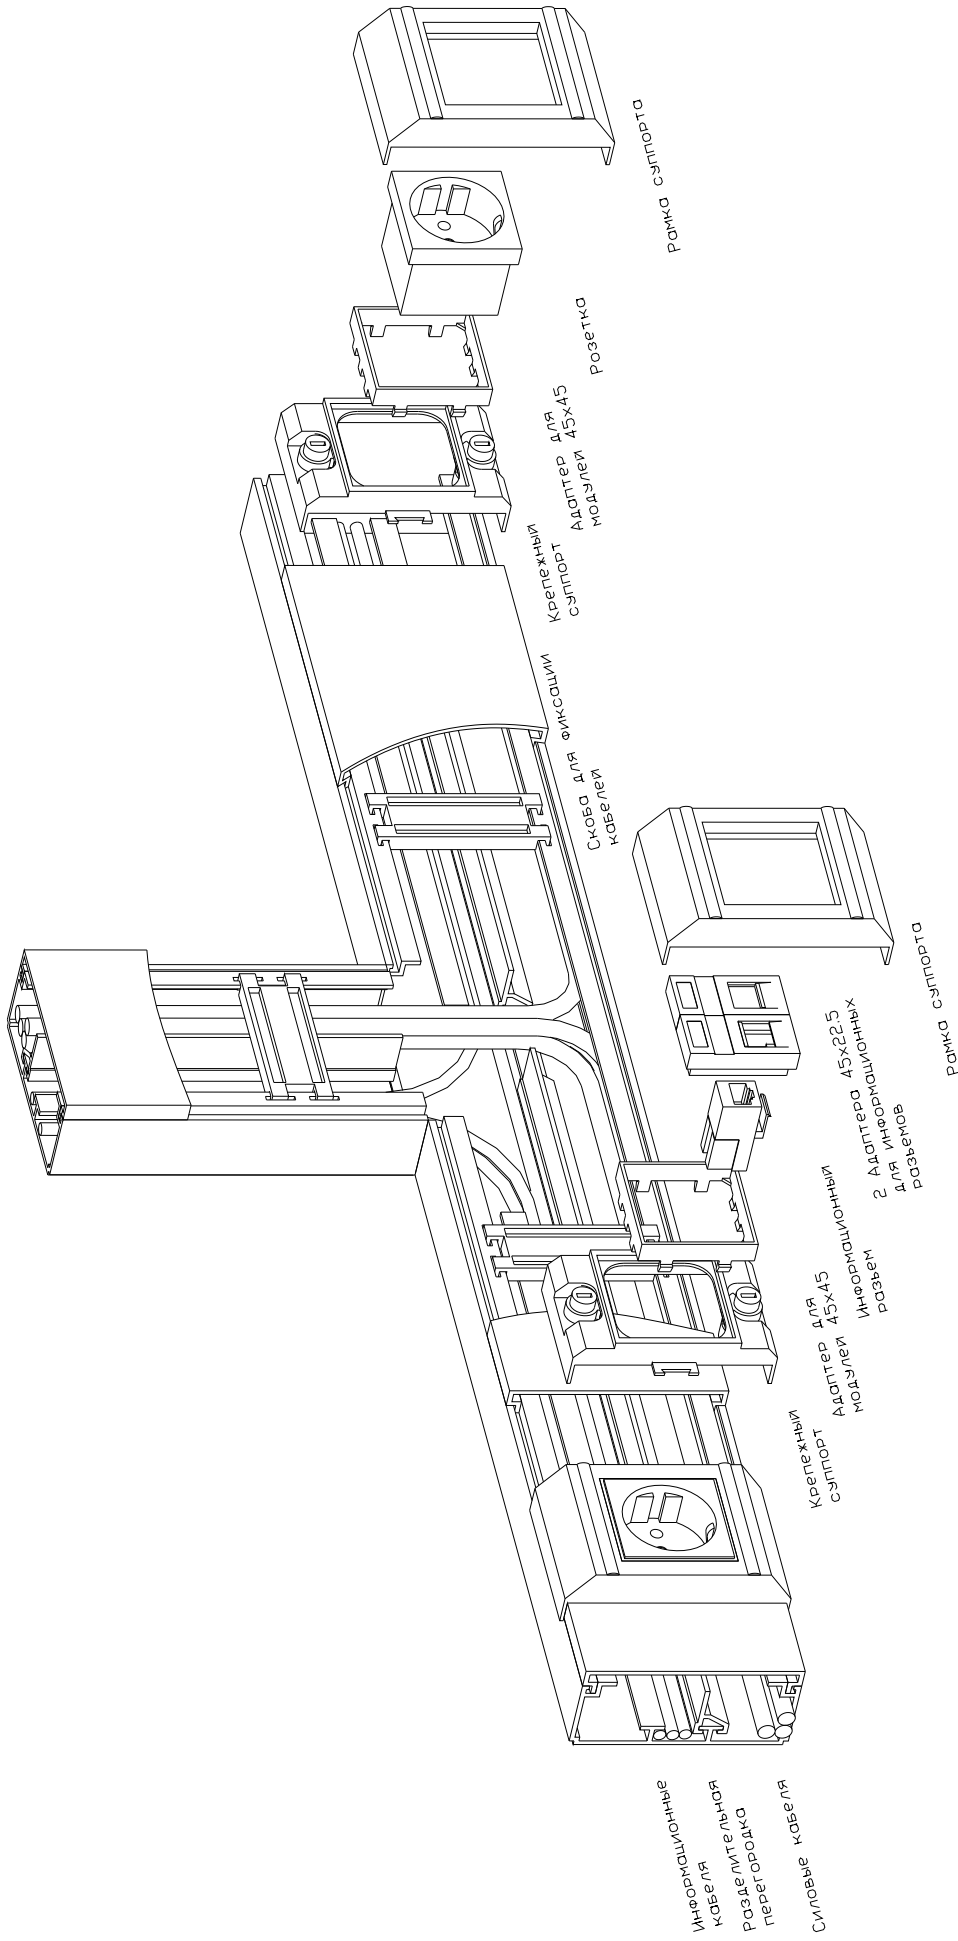 Информационные
кабеля
Разделительная
перегородка
Силовые кабеля
Крепежный
суппорт
Адаптер для
модулей 45x45
Информационный
разъем
2 Адаптера 45x22.5
для информационных
разъемов
Рамка суппорта
Скоба для фиксации
кабелей
Крепежный
суппорт
Адаптер для
модулей 45x45
Розетка
Рамка суппорта